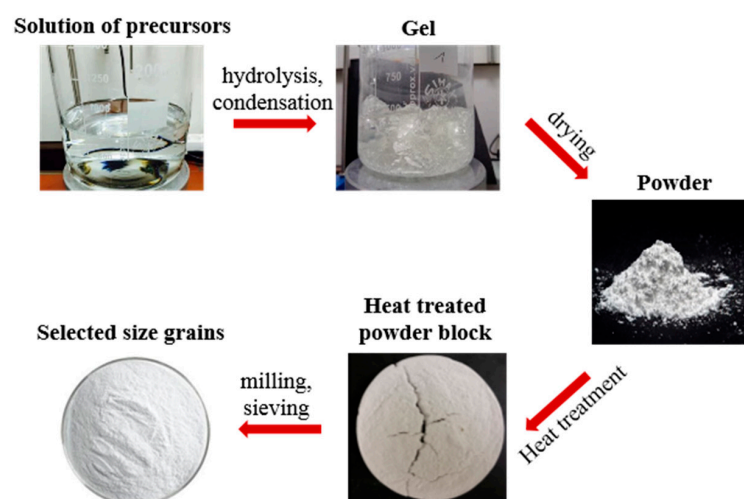 Solution of precursors
Gel
hydrolysis,
condensation
drying
Powder
Heat treatment
Heat treated
powder block
milling,
sieving
Selected size grains
750